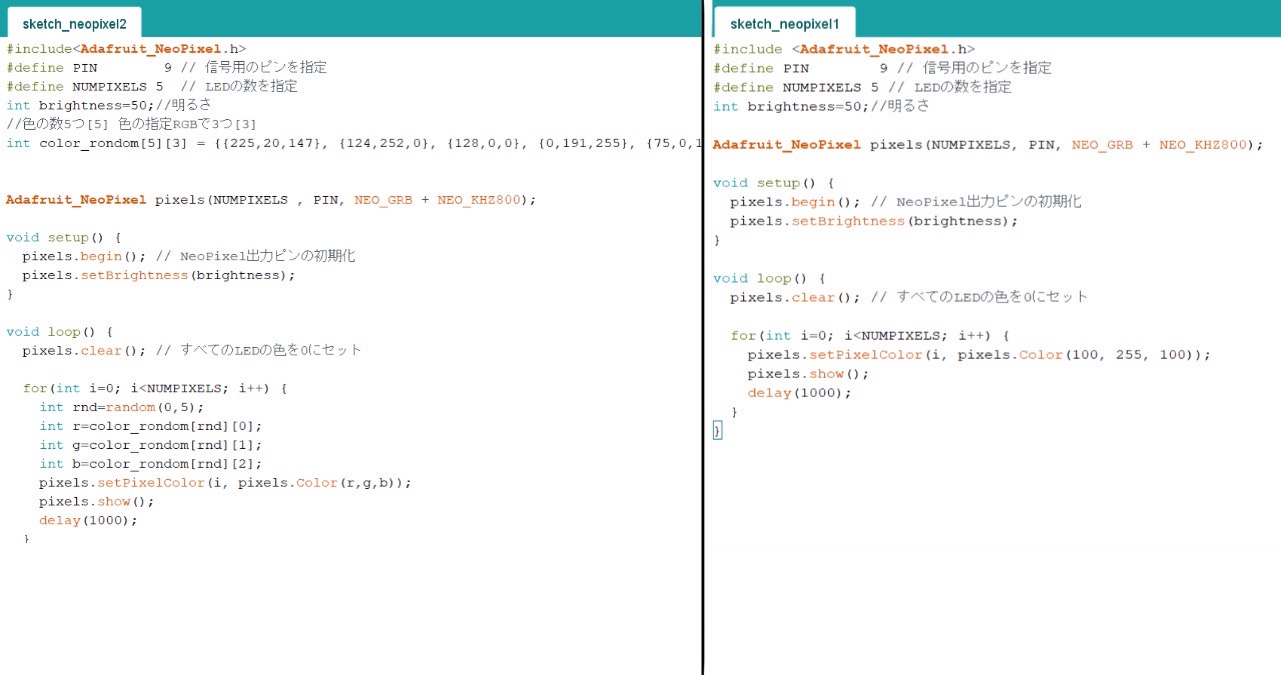 sketch_neopixel2
#include<Adafruit_NeoPixel.h>
#define PIN        9 // 信号用のピンを指定
#define NUMPIXELS 5  // LEDの数を指定
int brightness=50;//明るさ
//色の数5つ[5] 色の指定RGBで3つ[3]
int color_rondom[5][3] = {{225,20,147}, {124,252,0}, {128,0,0}, {0,191,255}, {75,0,1
Adafruit_NeoPixel pixels(NUMPIXELS , PIN, NEO_GRB + NEO_KHZ800);
void setup() {
  pixels.begin(); // NeoPixel出力ピンの初期化
  pixels.setBrightness(brightness);
}
void loop() {
  pixels.clear(); // すべてのLEDの色を0にセット
  for(int i=0; i<NUMPIXELS; i++) {
    int rnd=random(0,5);
    int r=color_rondom[rnd][0];
    int g=color_rondom[rnd][1];
    int b=color_rondom[rnd][2];
    pixels.setPixelColor(i, pixels.Color(r,g,b));
    pixels.show();
    delay(1000);
  }
sketch_neopixel1
#include <Adafruit_NeoPixel.h>
#define PIN        9 // 信号用のピンを指定
#define NUMPIXELS 5 // LEDの数を指定
int brightness=50;//明るさ
Adafruit_NeoPixel pixels(NUMPIXELS, PIN, NEO_GRB + NEO_KHZ800);
void setup() {
  pixels.begin(); // NeoPixel出力ピンの初期化
  pixels.setBrightness(brightness);
}
void loop() {
  pixels.clear(); // すべてのLEDの色を0にセット
  for(int i=0; i<NUMPIXELS; i++) {
    pixels.setPixelColor(i, pixels.Color(100, 255, 100));
    pixels.show();
    delay(1000);
  }
}